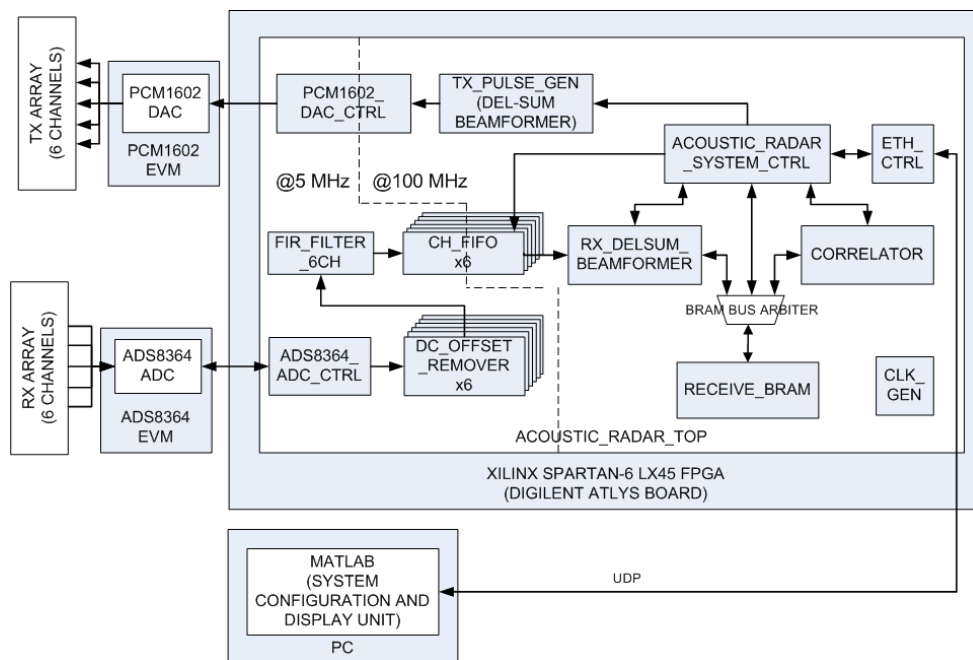 TX ARRAY
(6 CHANNELS)
PCM1602
DAC
PCM1602
EVM
PCM1602_
DAC_CTRL
TX_PULSE_GEN
(DEL-SUM
BEAMFORMER)
ACOUSTIC_RADAR
_SYSTEM_CTRL
ETH_
CTRL
@5 MHz
@100 MHz
FIR_FILTER
_6CH
CH_FIFO
x6
RX_DELSUM_
BEAMFORMER
CORRELATOR
BRAM BUS ARBITER
RX ARRAY
(6 CHANNELS)
ADS8364
ADC
ADS8364
EVM
ADS8364_
ADC_CTRL
DC_OFFSET
_REMOVER
x6
RECEIVE_BRAM
CLK_
GEN
ACOUSTIC_RADAR_TOP
XILINX SPARTAN-6 LX45 FPGA
(DIGILENT ATLYS BOARD)
MATLAB
(SYSTEM
CONFIGURATION AND
DISPLAY UNIT)
PC
UDP